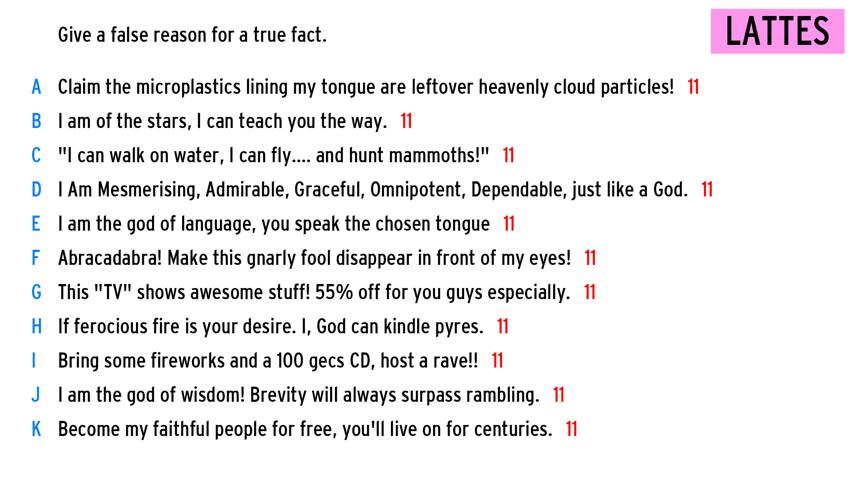 Give a false reason for a true fact.
LATTES
A Claim the microplastics lining my tongue are leftover heavenly cloud particles! 11
B I am of the stars, I can teach you the way. 11
C "I can walk on water, I can fly.... and hunt mammoths!" 11
D I Am Mesmerising, Admirable, Graceful, Omnipotent, Dependable, just like a God. 11
E I am the god of language, you speak the chosen tongue 11
F Abracadabra! Make this gnarly fool disappear in front of my eyes! 11
G This "TV" shows awesome stuff! 55% off for you guys especially. 11
H If ferocious fire is your desire. I, God can kindle pyres. 11
I Bring some fireworks and a 100 gecs CD, host a rave!! 11
J I am the god of wisdom! Brevity will always surpass rambling. 11
K Become my faithful people for free, you'll live on for centuries. 11